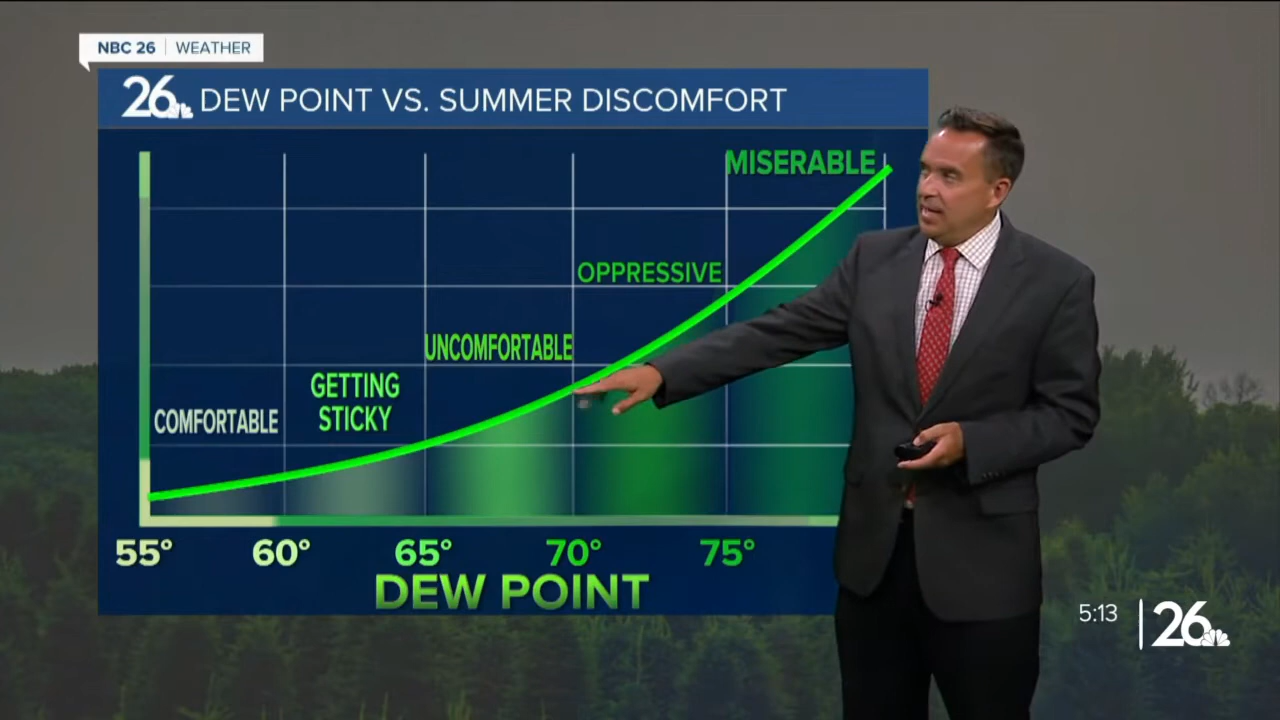 NBC 26 WEATHER
26 DEW POINT VS. SUMMER DISCOMFORT
MISERABLE
OPPRESSIVE
UNCOMFORTABLE
GETTING
STICKY
COMFORTABLE
55° 60° 65° 70° 75°
DEW POINT
5:13 26